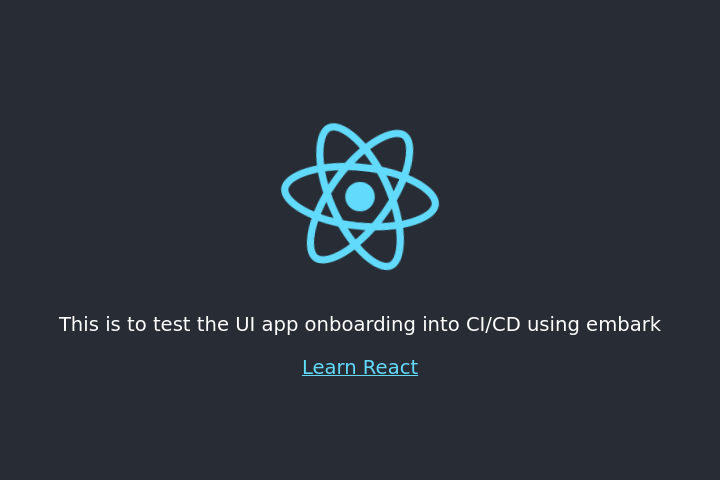 This is to test the UI app onboarding into CI/CD using embark
Learn React